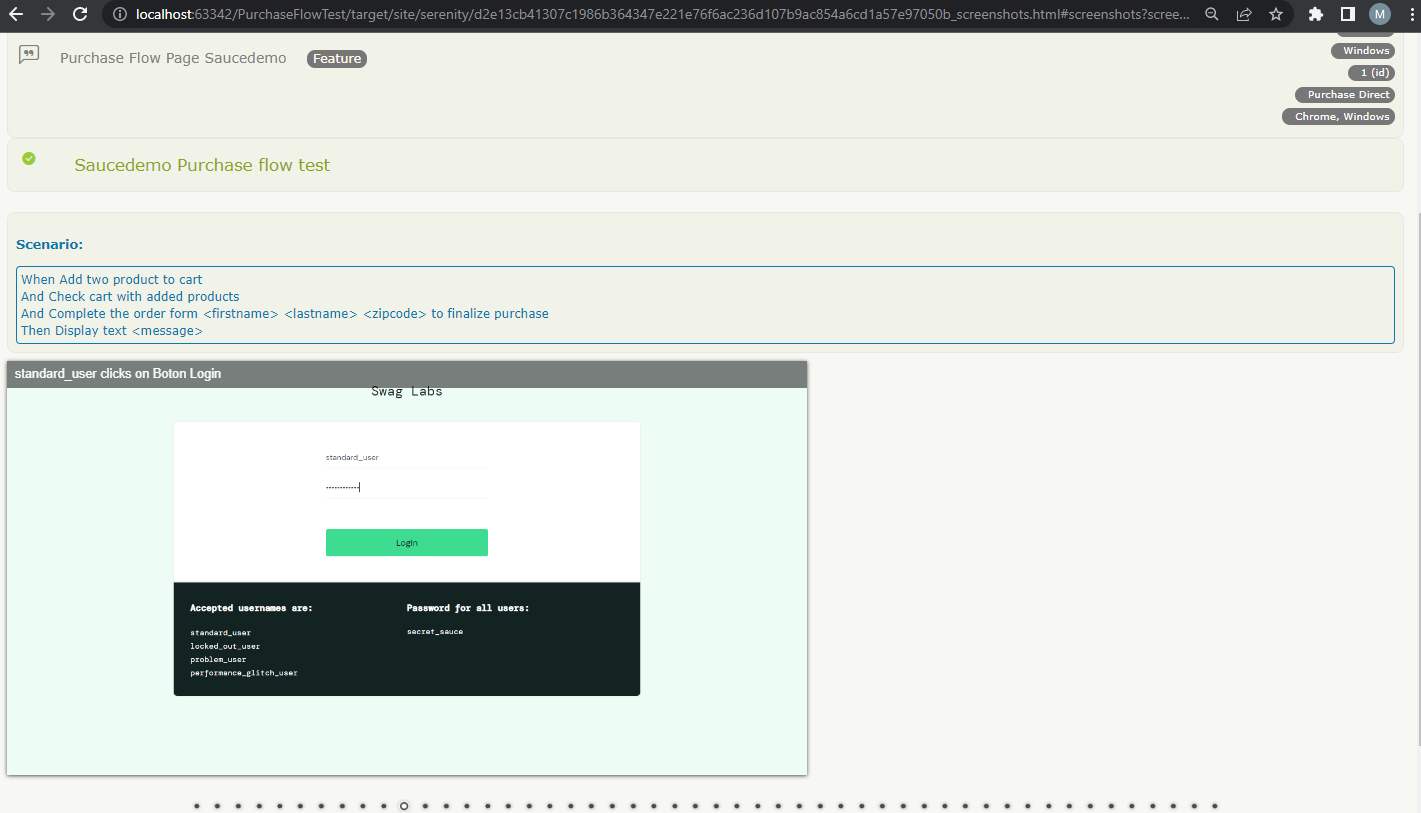 localhost:63342/PurchaseFlowTest/target/site/serenity/d2e13cb41307c1986b364347e221e76f6ac236d107b9ac854a6cd1a57e97050b_screenshots.html#screenshots?scree...
M
Purchase Flow Page Saucedemo
Feature
Windows
1 (id)
Purchase Direct
Chrome, Windows
Saucedemo Purchase flow test
Scenario:
When Add two product to cart
And Check cart with added products
And Complete the order form <firstname> <lastname> <zipcode> to finalize purchase
Then Display text <message>
standard_user clicks on Boton Login
Swag Labs
standard_user
Login
Accepted usernames are:
standard_user
locked_out_user
problem_user
performance_glitch_user
Password for all users:
secret_sauce